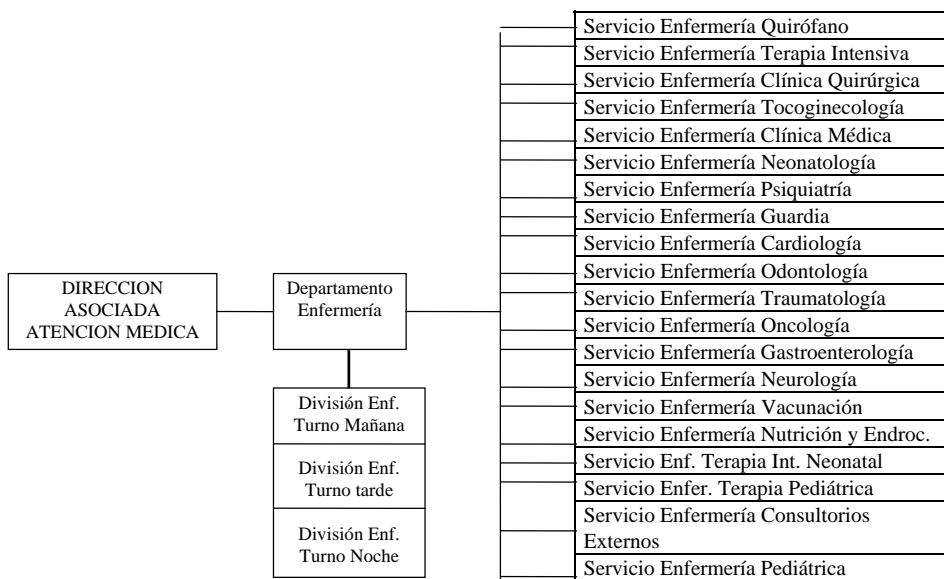 DIRECCION
ASOCIADA
ATENCION MEDICA
Departamento
Enfermería
División Enf.
Turno Mañana
División Enf.
Turno tarde
División Enf.
Turno Noche
Servicio Enfermería Quirófano
Servicio Enfermería Terapia Intensiva
Servicio Enfermería Clínica Quirúrgica
Servicio Enfermería Tocoginecología
Servicio Enfermería Clínica Médica
Servicio Enfermería Neonatología
Servicio Enfermería Psiquiatría
Servicio Enfermería Guardia
Servicio Enfermería Cardiología
Servicio Enfermería Odontología
Servicio Enfermería Traumatología
Servicio Enfermería Oncología
Servicio Enfermería Gastroenterología
Servicio Enfermería Neurología
Servicio Enfermería Vacunación
Servicio Enfermería Nutrición y Endroc.
Servicio Enf. Terapia Int. Neonatal
Servicio Enfer. Terapia Pediátrica
Servicio Enfermería Consultorios
Externos
Servicio Enfermería Pediátrica